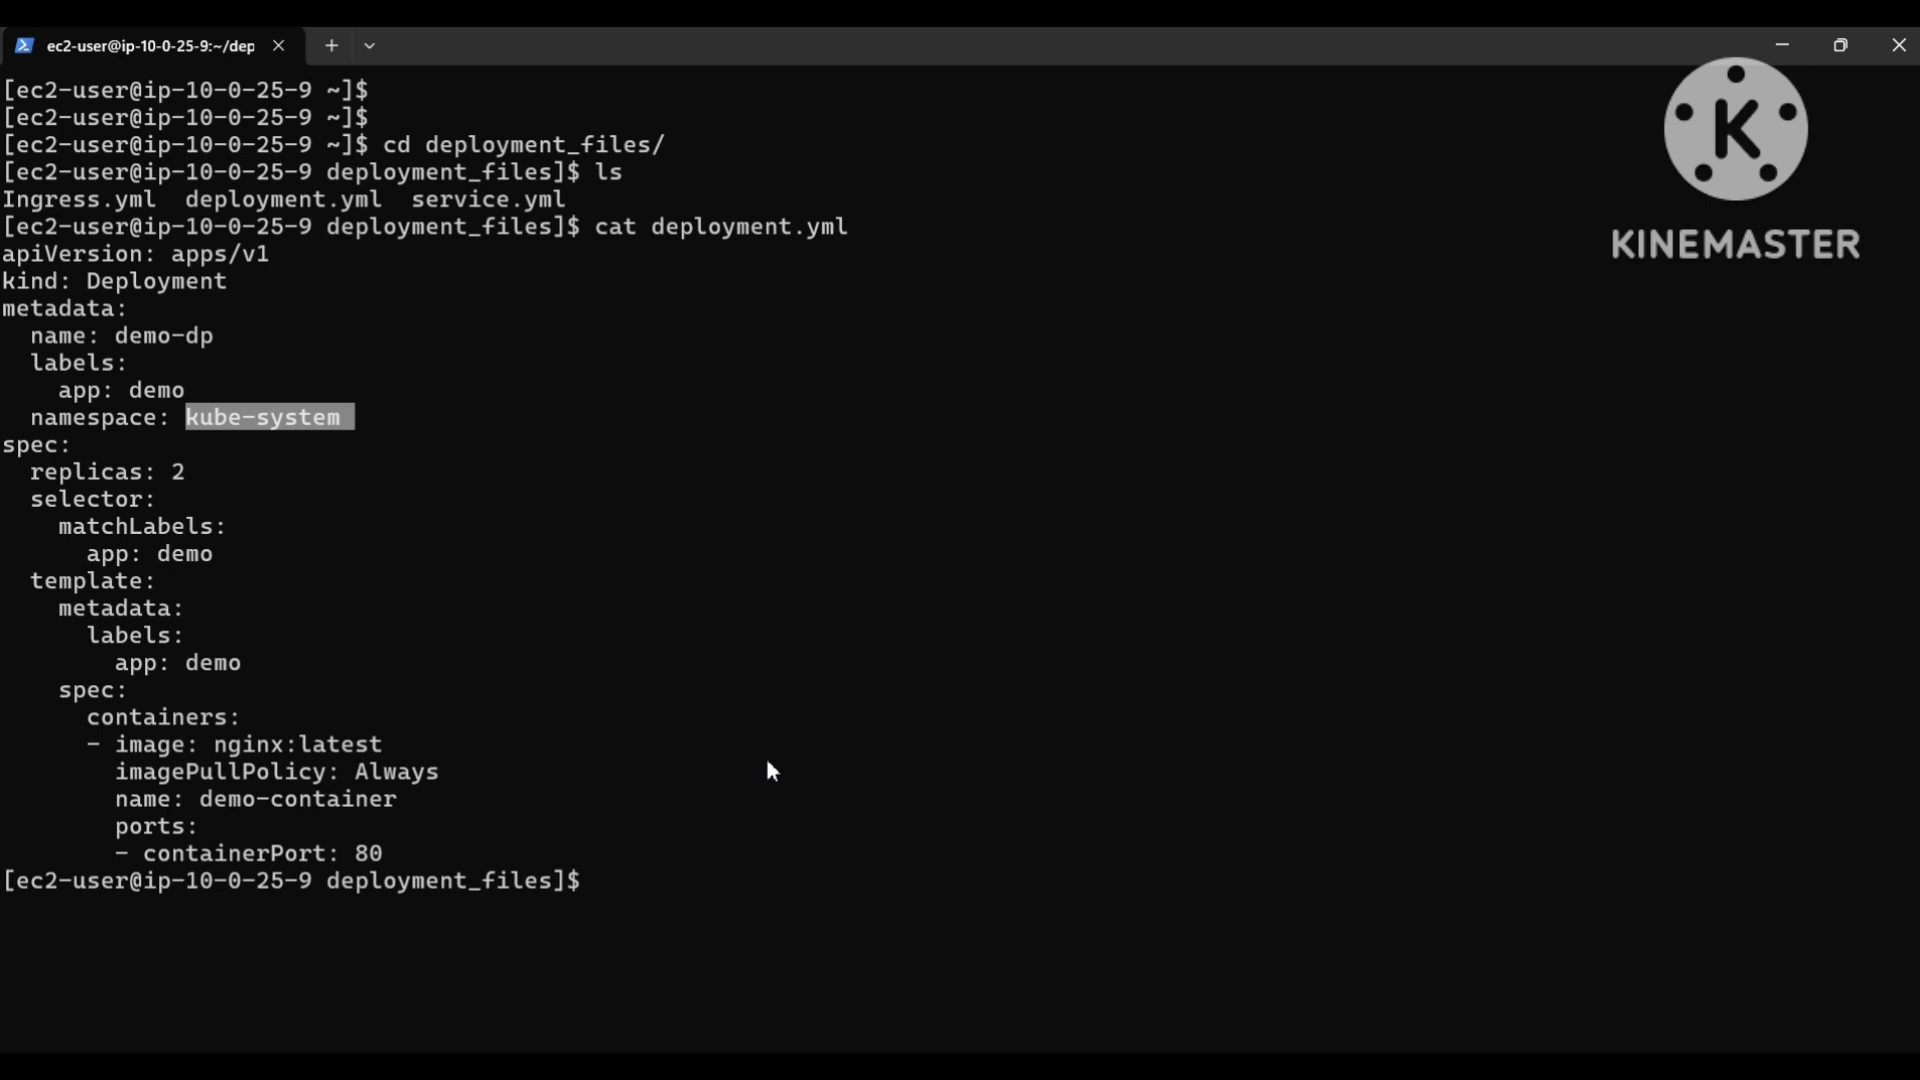 ec2-user@ip-10-0-25-9:~/dep
[ec2-user@ip-10-0-25-9 ~]$
[ec2-user@ip-10-0-25-9 ~]$
[ec2-user@ip-10-0-25-9 ~]$ cd deployment_files/
[ec2-user@ip-10-0-25-9 deployment_files]$ ls
Ingress.yml  deployment.yml  service.yml
[ec2-user@ip-10-0-25-9 deployment_files]$ cat deployment.yml
KINEMASTER
apiVersion: apps/v1
kind: Deployment
metadata:
  name: demo-dp
  labels:
    app: demo
  namespace: kube-system
spec:
  replicas: 2
  selector:
    matchLabels:
      app: demo
  template:
    metadata:
      labels:
        app: demo
    spec:
      containers:
      - image: nginx:latest
        imagePullPolicy: Always
        name: demo-container
        ports:
        - containerPort: 80
[ec2-user@ip-10-0-25-9 deployment_files]$